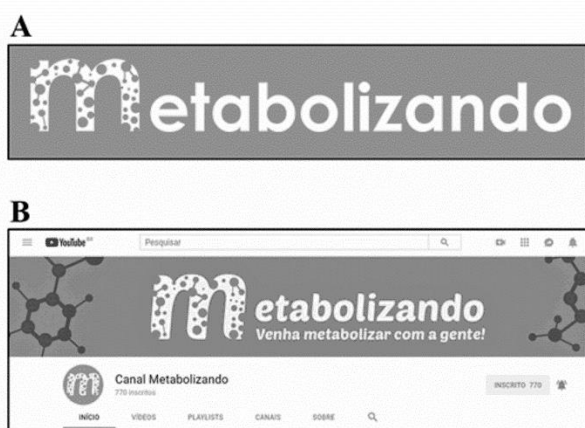 A
Metabolizando
B
YouTube BR
Pesquisar
Metabolizando
Venha metabolizar com a gente!
Canal Metabolizando
770 inscritos
INSCRITO 770
INÍCIO VÍDEOS PLAYLISTS CANAIS SOBRE